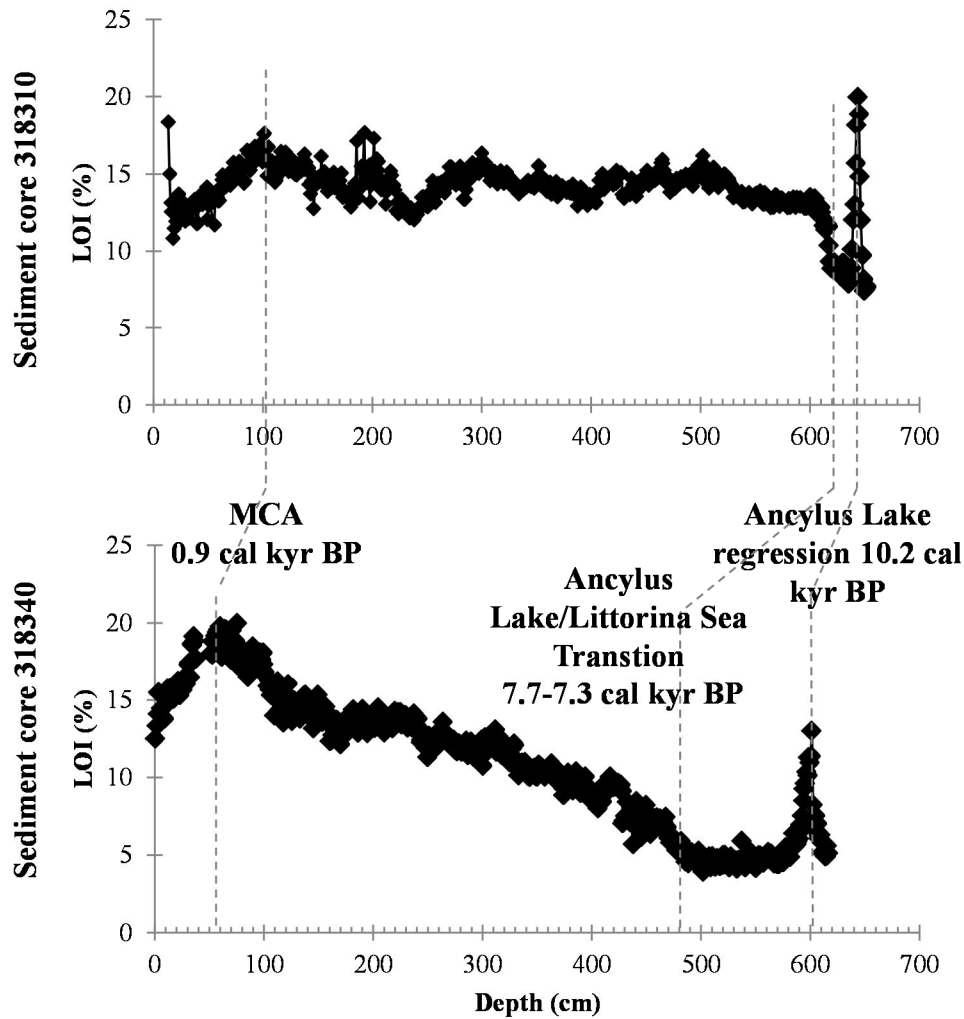 Sediment core 318310
LOI (%)
25
20
15
10
5
0
0 100 200 300 400 500 600 700
MCA
0.9 cal kyr BP
Ancylus Lake
regression 10.2 cal
kyr BP
Ancylus
Lake/Littorina Sea
Transtion
7.7-7.3 cal kyr BP
Sediment core 318340
LOI (%)
25
20
15
10
5
0
0 100 200 300 400 500 600 700
Depth (cm)